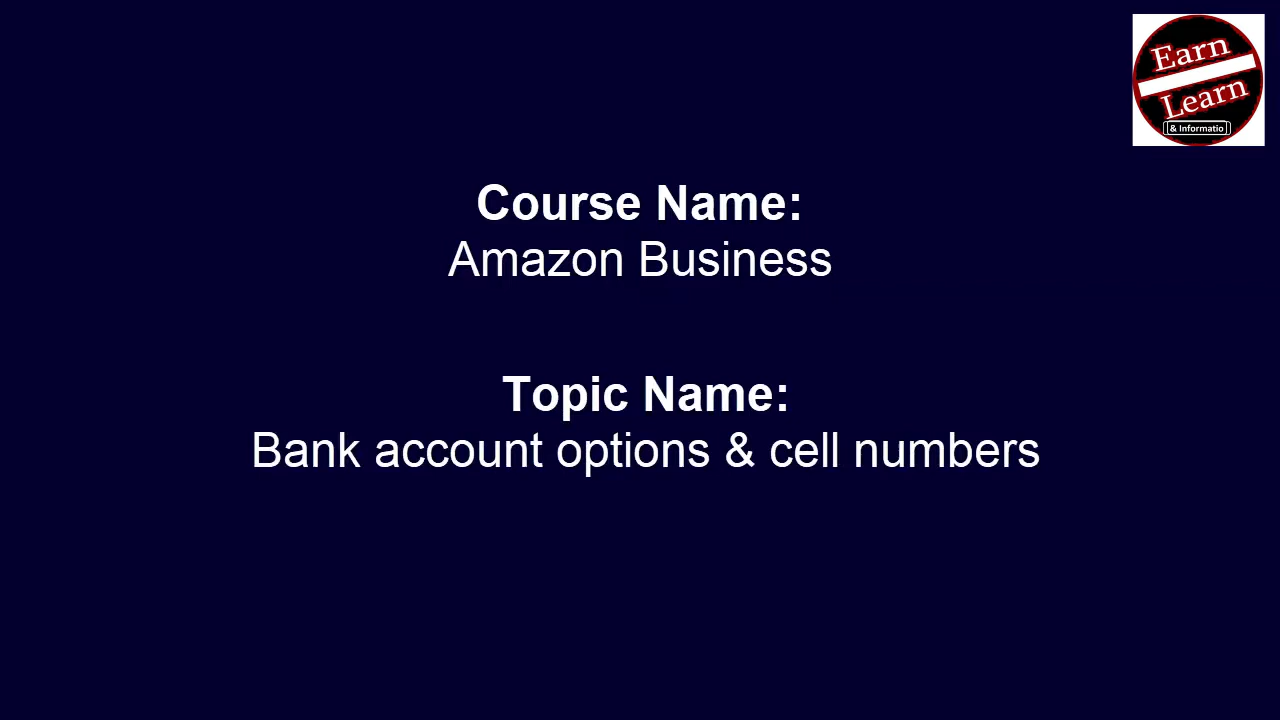 Earn
Learn
& Informatio
Course Name:
Amazon Business
Topic Name:
Bank account options & cell numbers